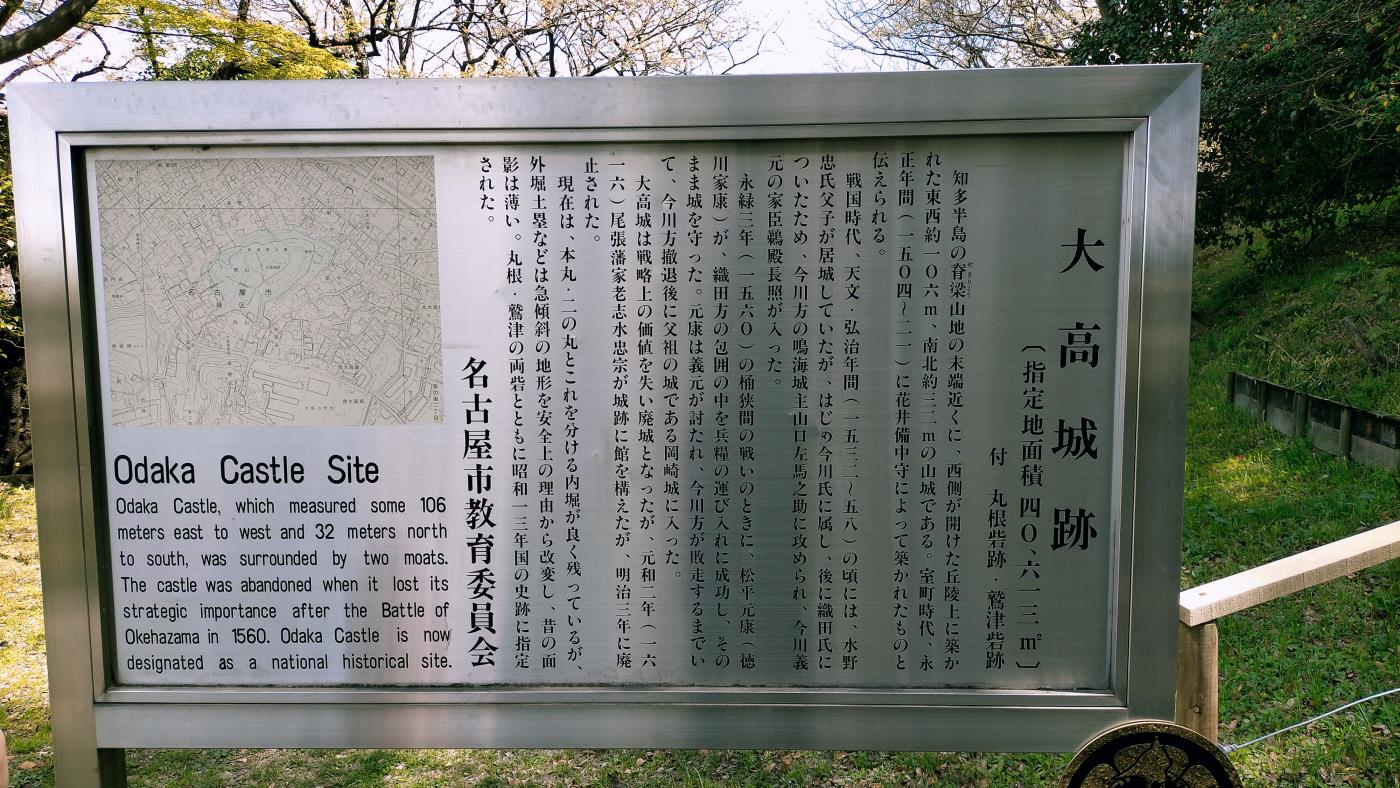 大高城跡
〔指定地面積 四〇、六一三㎡〕
付 丸根砦跡・鷲津砦跡
知多半島の脊梁山地の末端近くに、西側が開けた丘陵上に築か
せきりょう
れた東西約一〇六m、南北約三二mの山城である。室町時代、永
正年間(一五〇四～二一)に花井備中守によって築かれたものと
伝えられる。
戦国時代、天文・弘治年間(一五三二～五八)の頃には、水野
忠氏父子が居城していたが、はじめ今川氏に属し、後に織田氏に
ついたため、今川方の鳴海城主山口左馬之助に攻められ、今川義
元の家臣鵜殿長照が入った。
永緑三年(一五六〇)の桶狭間の戦いのときに、松平元康(徳
川家康)が、織田方の包囲の中を兵糧の運び入れに成功し、その
まま城を守った。元康は義元が討たれ、今川方が敗走するまでい
て、今川方撤退後に父祖の城である岡崎城に入った。
大高城は戦略上の価値を失い廃城となったが、元和二年(一六
一六)尾張藩家老志水忠宗が城跡に館を構えたが、明治三年に廃
止された。
現在は、本丸・二の丸とこれを分ける内堀が良く残っているが、
外堀土塁などは急傾斜の地形を安全上の理由から改変し、昔の面
影は薄い。丸根・鷲津の両砦とともに昭和一三年国の史跡に指定
された。
名古屋市教育委員会
Odaka Castle Site
Odaka Castle, which measured some 106
meters east to west and 32 meters north
to south, was surrounded by two moats.
The castle was abandoned when it lost its
strategic importance after the Battle of
Okehazama in 1560. Odaka Castle is now
designated as a national historical site.
名古屋市
緑区